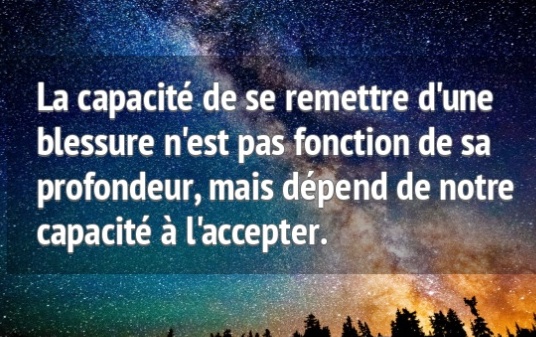 La capacité de se remettre d'une
blessure n'est pas fonction de sa
profondeur, mais dépend de notre
capacité à l'accepter.